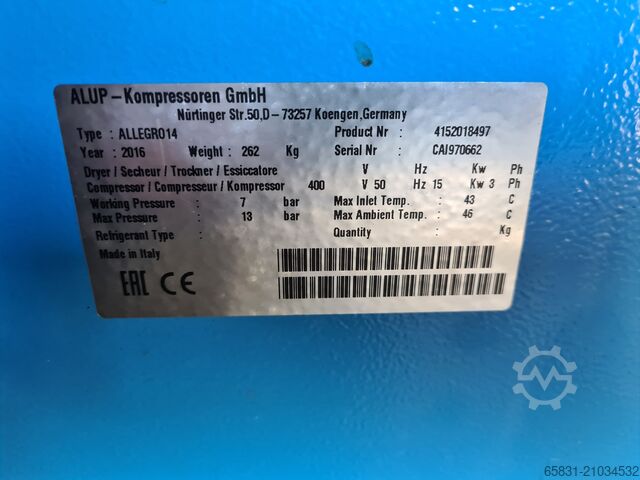 ALUP-Kompressoren GmbH
Nürtinger Str.50,D-73257 Koengen,Germany
Type : ALLEGRO14 Product Nr : 4152018497
Year : 2016 Weight : 262 Kg Serial Nr : CAI970662
Dryer / Secheur / Trockner / Essiccatore V Hz Kw Ph
Compressor / Compresseur / Kompressor 400 V 50 Hz 15 Kw 3 Ph
Working Pressure : 7 bar Max Inlet Temp. : 43 C
Max Pressure : 13 bar Max Ambient Temp. : 46 C
Refrigerant Type : Quantity : Kg
Made in Italy
EAC CE
65831-21034532